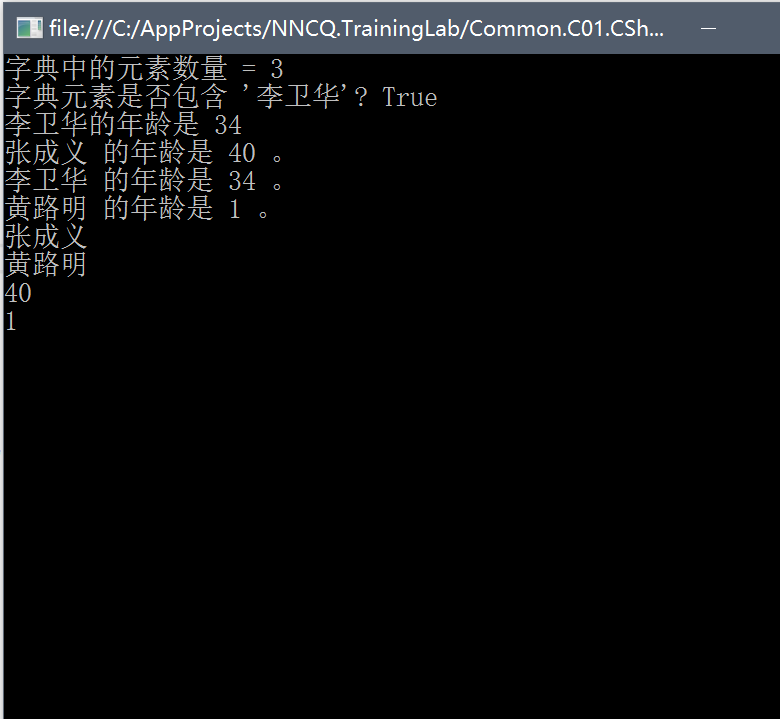 file:///C:/AppProjects/NNCQ.TrainingLab/Common.C01.CSh...
字典中的元素数量 = 3
字典元素是否包含 '李卫华'? True
李卫华的年龄是 34
张成义 的年龄是 40 。
李卫华 的年龄是 34 。
黄路明 的年龄是 1 。
张成义
黄路明
40
1